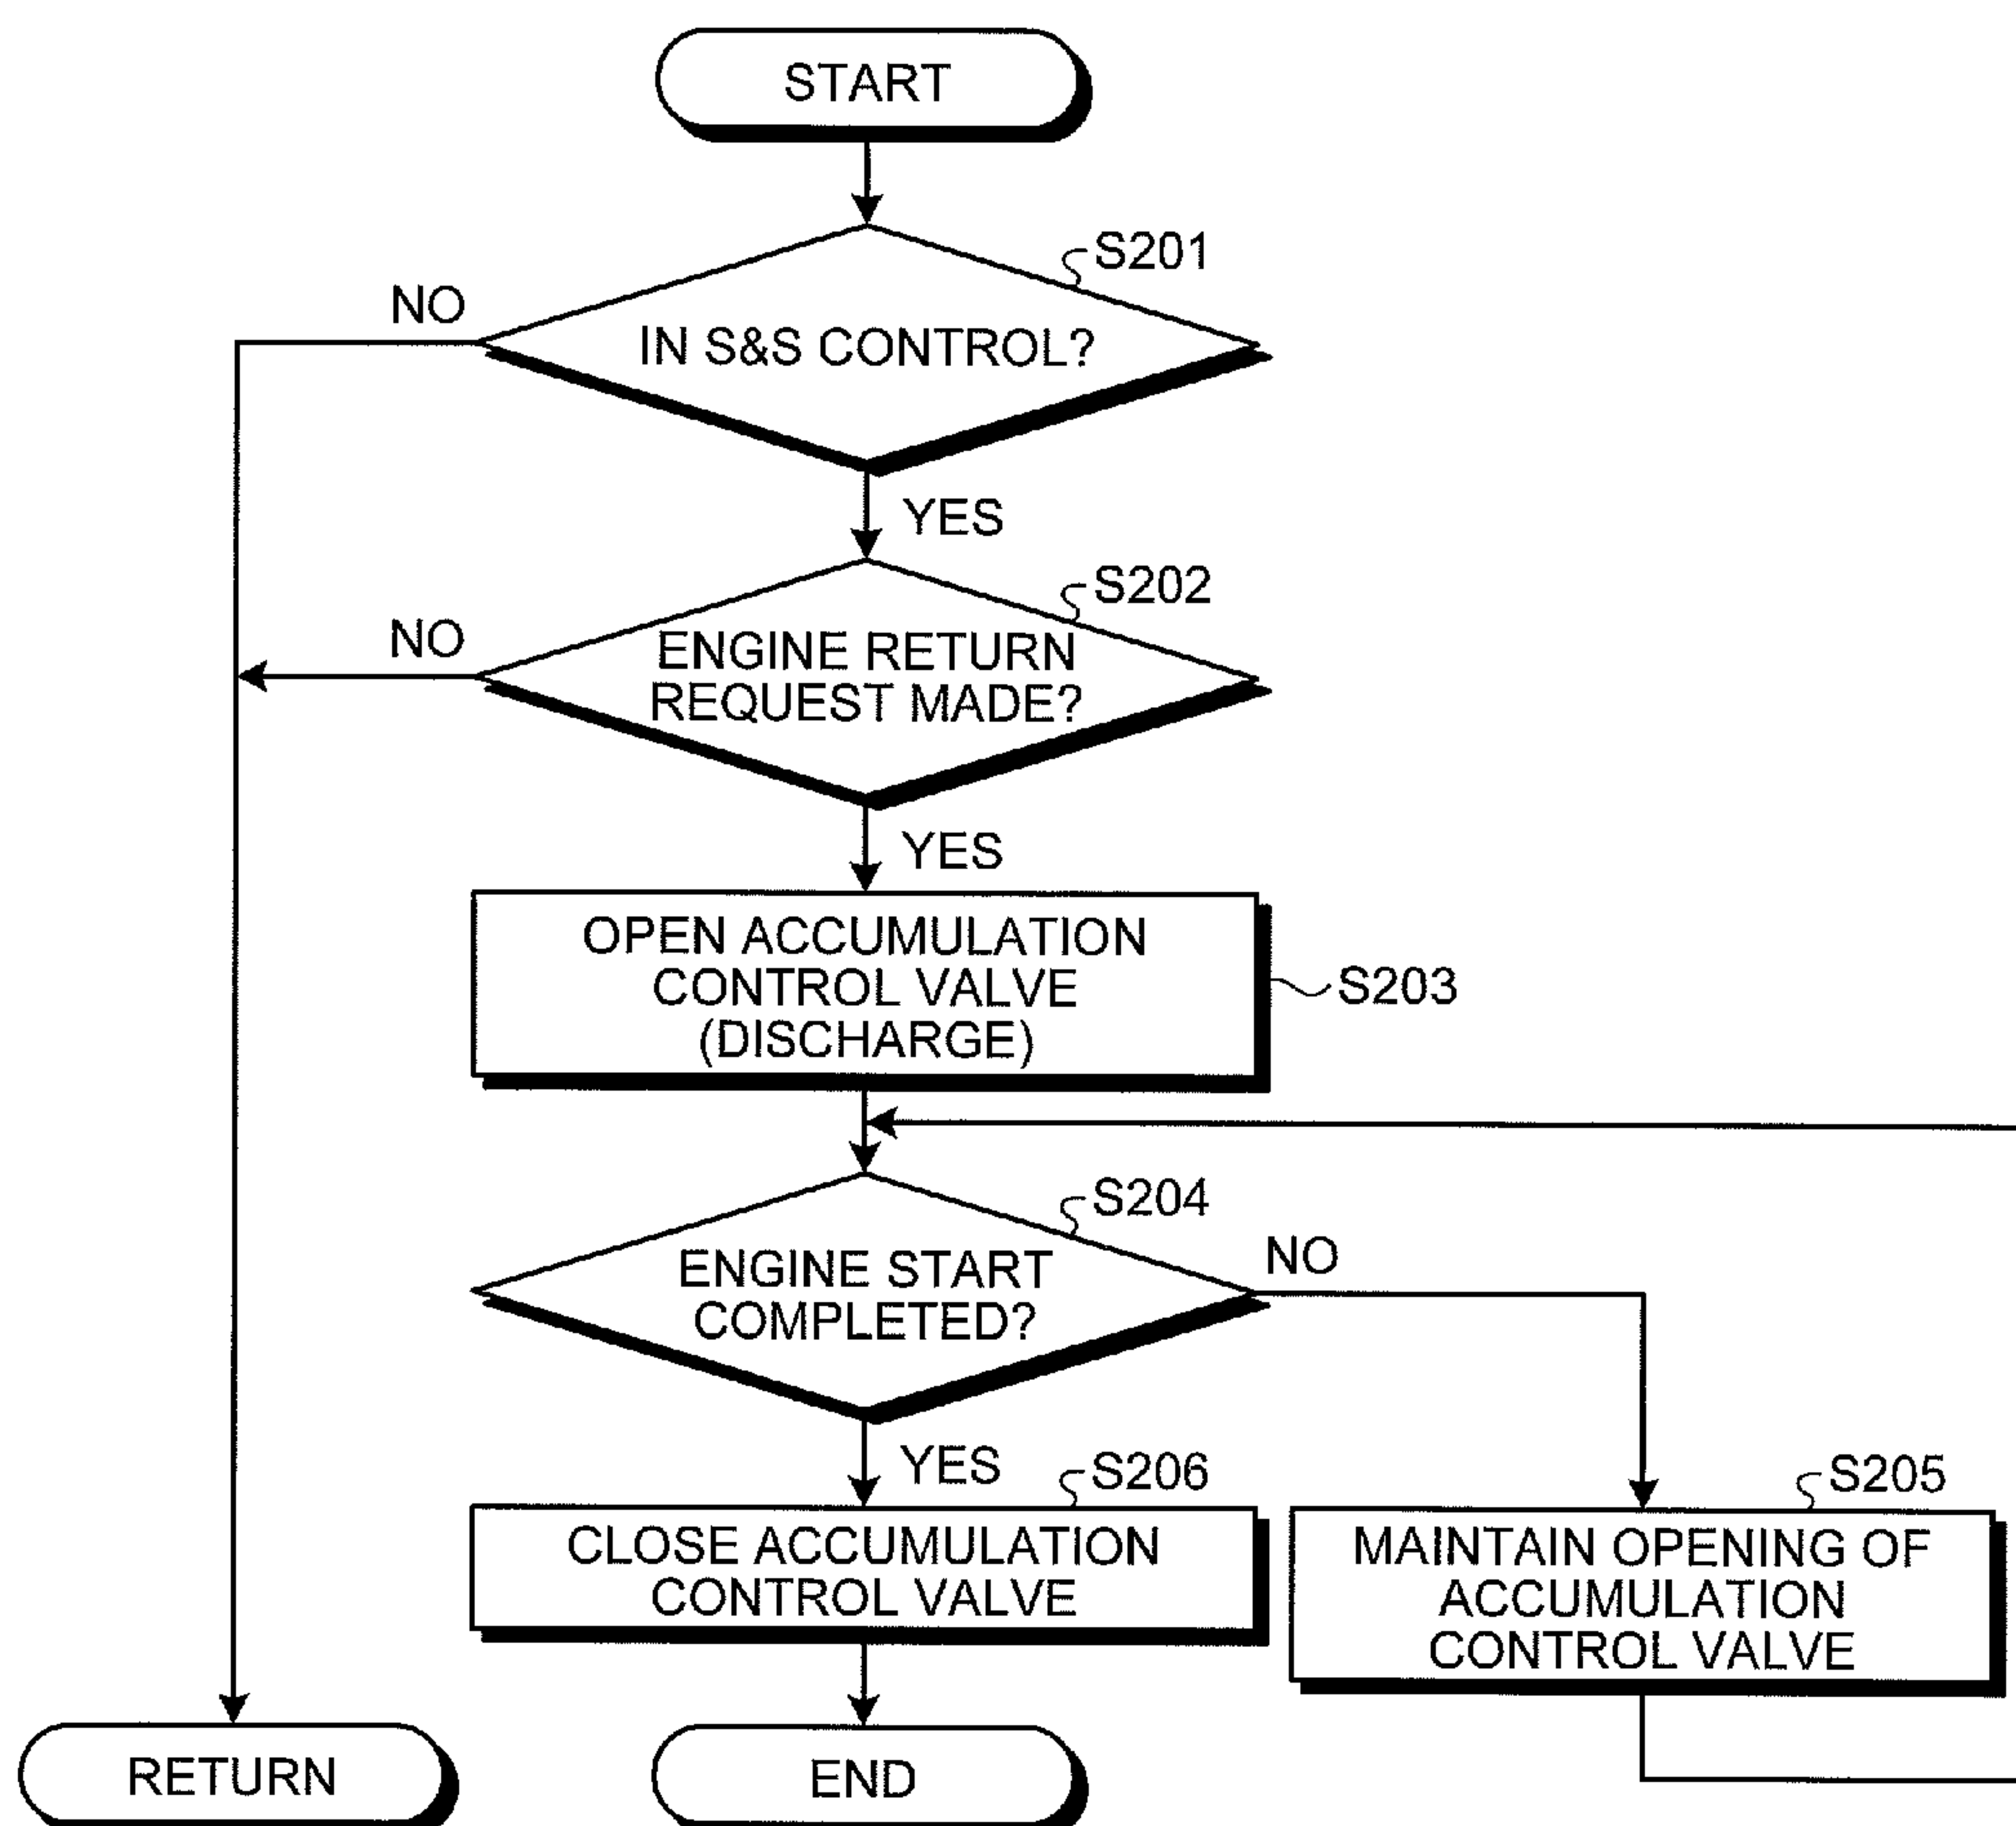 START
S201
NO
IN S&S CONTROL?
YES
S202
NO
ENGINE RETURN
REQUEST MADE?
YES
OPEN ACCUMULATION
CONTROL VALVE
(DISCHARGE)
S203
S204
NO
ENGINE START
COMPLETED?
YES
S206
CLOSE ACCUMULATION
CONTROL VALVE
S205
MAINTAIN OPENING OF
ACCUMULATION
CONTROL VALVE
RETURN
END